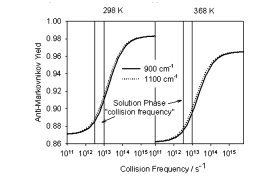 298 K 368 K
Anti-Markovnikov Yield
1.00
0.98
0.96
0.94
0.92
0.90
0.88
0.86
900 cm⁻¹
1100 cm⁻¹
Solution Phase
"collision frequency"
10¹¹ 10¹² 10¹³ 10¹⁴ 10¹⁵ 10¹¹ 10¹² 10¹³ 10¹⁴ 10¹⁵
Collision Frequency / s⁻¹